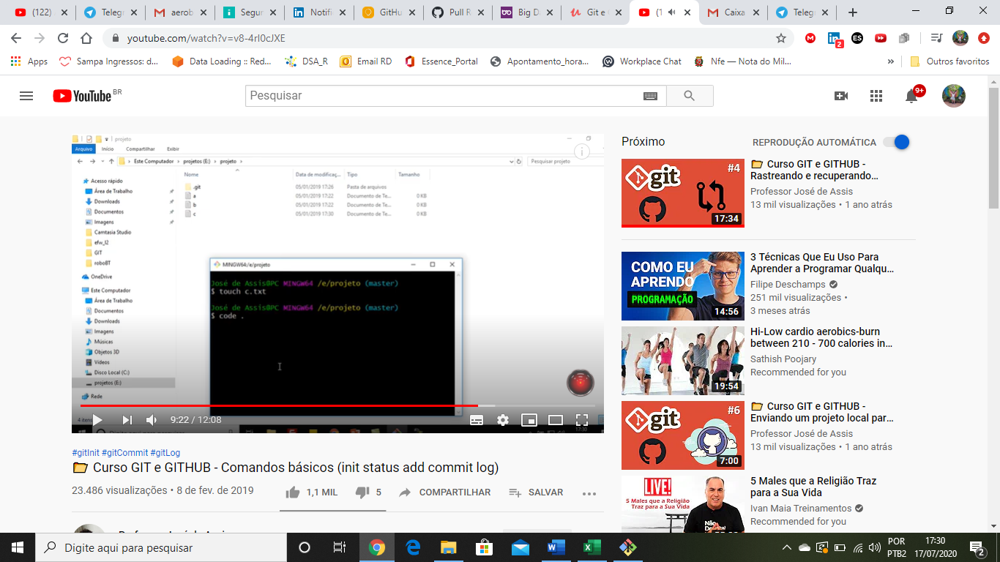 (122)
Telegr
aerob
Segur
Notific
GitHu
Pull R
Big D
Git e
(1
Caixa
Telegr
youtube.com/watch?v=v8-4rI0cJXE
ES
2
Apps
Sampa Ingressos: d...
Data Loading :: Red...
DSA_R
Email RD
Essence_Portal
Apontamento_hora...
Workplace Chat
Nfe — Nota do Mil...
»
Outros favoritos
YouTube BR
Pesquisar
9+
projeto
Arquivo Início Compartilhar Exibir
Este Computador › projetos (E:) › projeto ›
Pesquisar projeto
Nome Data de modificaç... Tipo Tamanho
.git 05/01/2019 17:26 Pasta de arquivos
a 05/01/2019 17:22 Documento de Te... 0 KB
b 05/01/2019 17:22 Documento de Te... 0 KB
c 05/01/2019 17:30 Documento de Te... 0 KB
Acesso rápido
Área de Trabalho
Downloads
Documentos
Imagens
Camtasia Studio
efw_l2
GIT
roboBT
OneDrive
Este Computador
Área de Trabalho
Documentos
Downloads
Imagens
Músicas
Objetos 3D
Vídeos
Disco Local (C:)
projetos (E:)
Rede
4 itens
MINGW64:/e/projeto
José de Assis@PC MINGW64 /e/projeto (master)
$ touch c.txt
José de Assis@PC MINGW64 /e/projeto (master)
$ code .
9:22 / 12:08
#gitInit #gitCommit #gitLog
Curso GIT e GITHUB - Comandos básicos (init status add commit log)
23.486 visualizações • 8 de fev. de 2019
1,1 MIL
5
COMPARTILHAR
SALVAR
Próximo
REPRODUÇÃO AUTOMÁTICA
git
#4
17:34
Curso GIT e GITHUB -
Rastreando e recuperando...
Professor José de Assis
13 mil visualizações • 1 ano atrás
COMO EU
APRENDO
PROGRAMAÇÃO
14:56
3 Técnicas Que Eu Uso Para
Aprender a Programar Qualqu...
Filipe Deschamps
251 mil visualizações •
3 meses atrás
19:54
Hi-Low cardio aerobics-burn
between 210 - 700 calories in...
Sathish Poojary
Recommended for you
git
#6
7:00
Curso GIT e GITHUB -
Enviando um projeto local par...
Professor José de Assis
13 mil visualizações • 1 ano atrás
LIVE!
5 Males que a Religião
Traz para a Sua Vida
5 Males que a Religião Traz
para a Sua Vida
Ivan Maia Treinamentos
Recommended for you
Digite aqui para pesquisar
POR
PTB2
17:30
17/07/2020
2